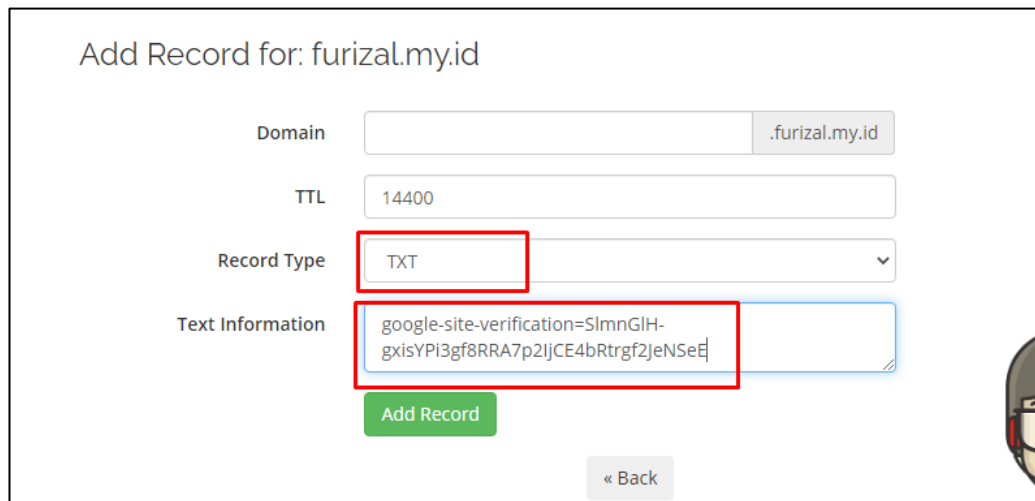 Add Record for: furizal.my.id
Domain
.furizal.my.id
TTL
14400
Record Type
TXT
Text Information
google-site-verification=SlmnGlH-
gxisYPi3gf8RRA7p2IjCE4bRtrgf2JeNSeE
Add Record
« Back